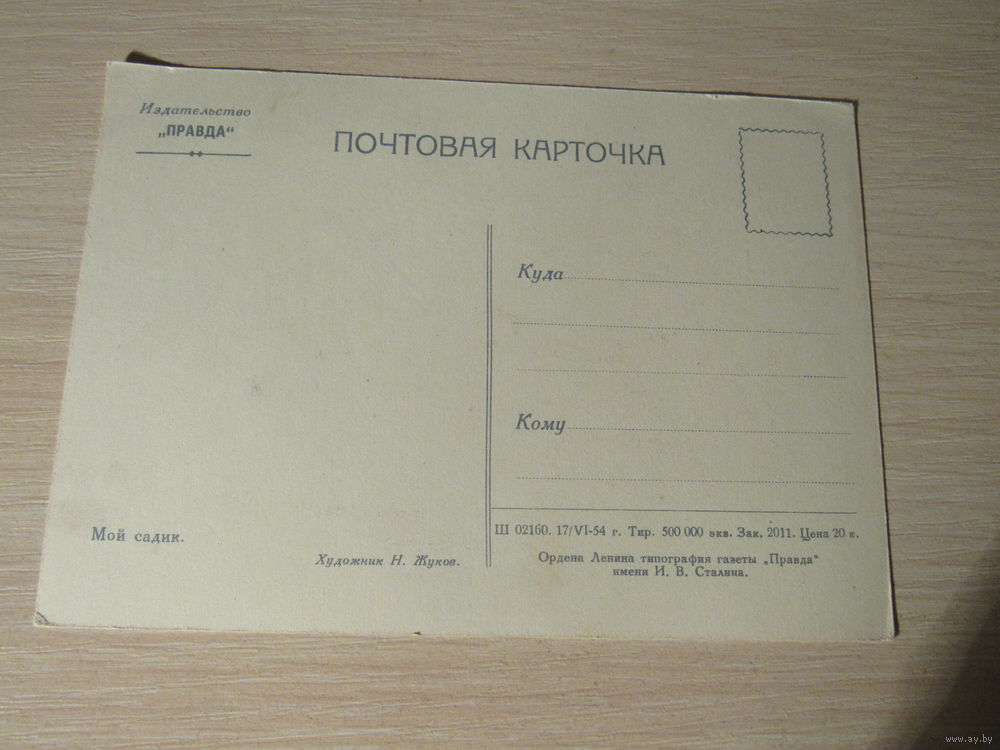 Издательство
„ПРАВДА“
ПОЧТОВАЯ КАРТОЧКА
Куда
Кому
Мой садик.
Художник Н. Жуков.
Ш 02160. 17/VI-54 г. Тир. 500 000 экз. Зак. 2011. Цена 20 к.
Ордена Ленина типография газеты „Правда“
имени И. В. Сталина.
www.ay.by